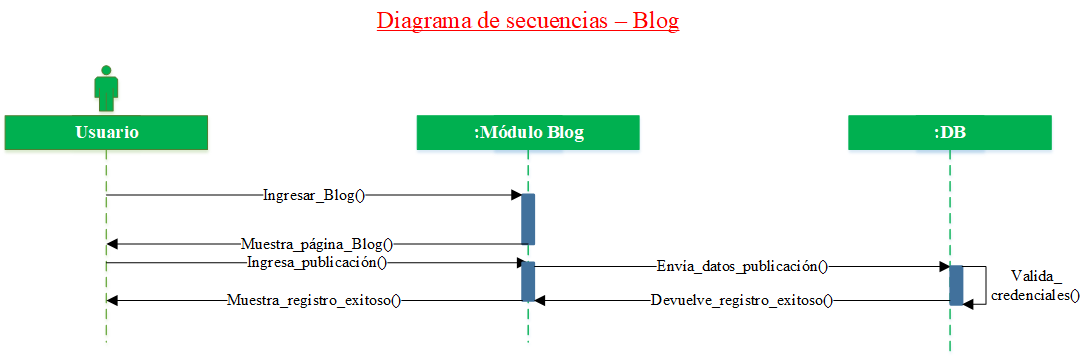 Diagrama de secuencias – Blog
Usuario
:Módulo Blog
:DB
Ingresar_Blog()
Muestra_página_Blog()
Ingresa_publicación()
Envia_datos_publicación()
Valida_
credenciales()
Muestra_registro_exitoso()
Devuelve_registro_exitoso()